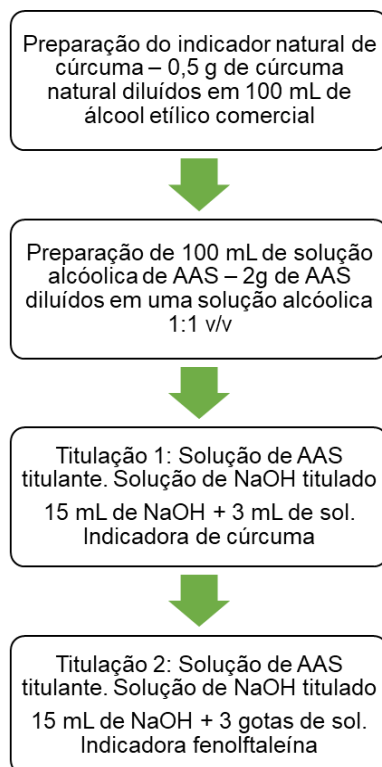 Preparação do indicador natural de
cúrcuma – 0,5 g de cúrcuma
natural diluídos em 100 mL de
álcool etílico comercial
Preparação de 100 mL de solução
alcóolica de AAS – 2g de AAS
diluídos em uma solução alcóolica
1:1 v/v
Titulação 1: Solução de AAS
titulante. Solução de NaOH titulado
15 mL de NaOH + 3 mL de sol.
Indicadora de cúrcuma
Titulação 2: Solução de AAS
titulante. Solução de NaOH titulado
15 mL de NaOH + 3 gotas de sol.
Indicadora fenolftaleína